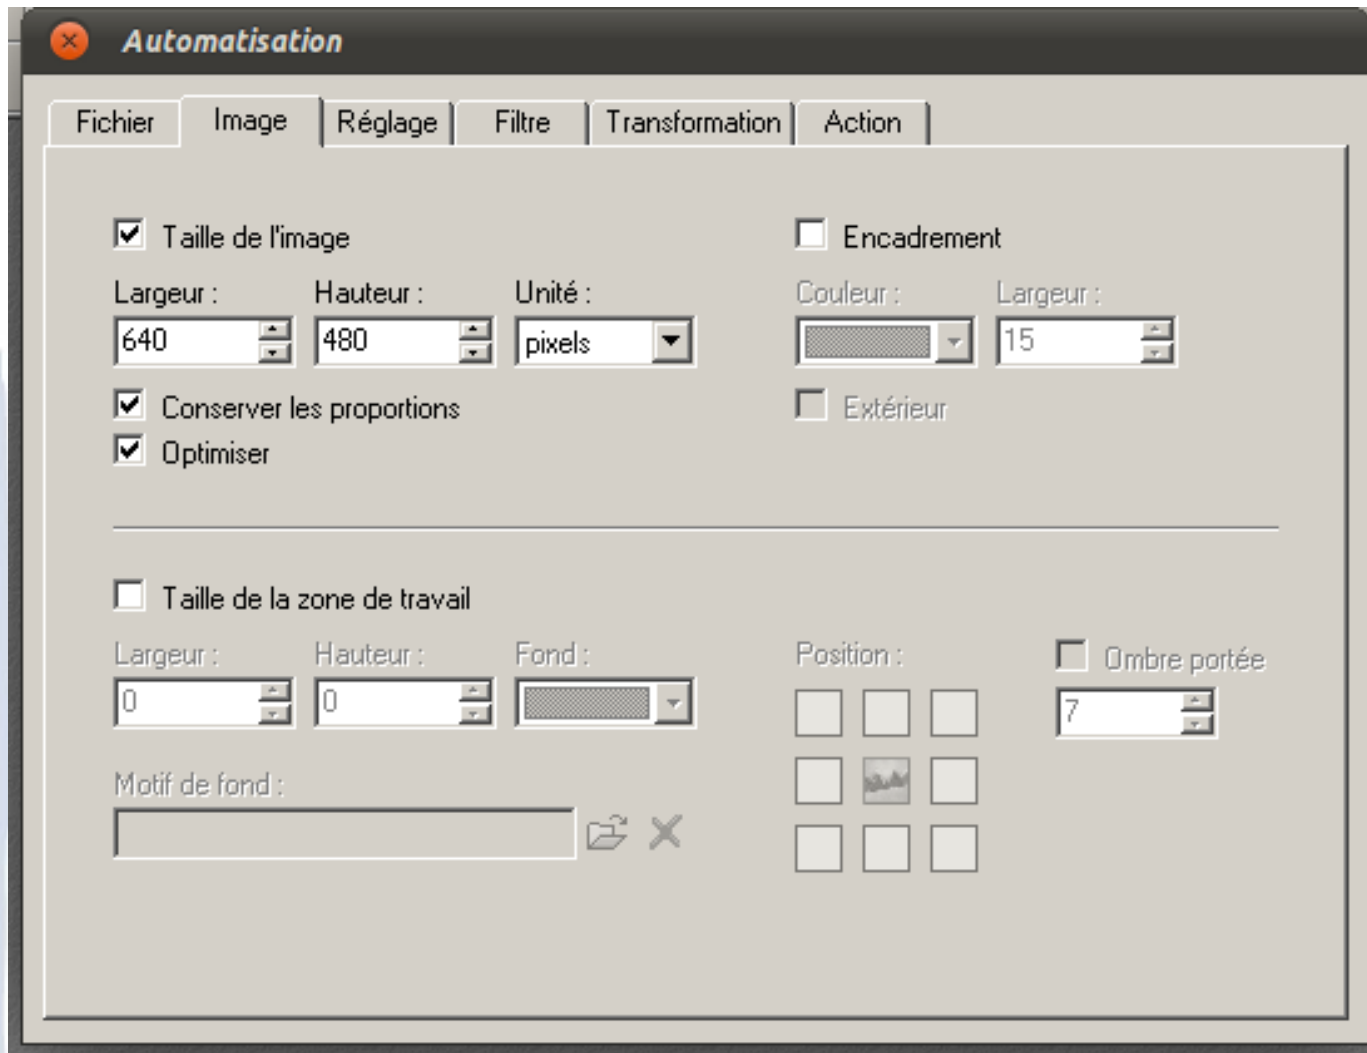 Automatisation
Fichier Image Réglage Filtre Transformation Action
Taille de l'image
Encadrement
Largeur : Hauteur : Unité :
Couleur : Largeur :
640 480 pixels
15
Conserver les proportions
Extérieur
Optimiser
Taille de la zone de travail
Largeur : Hauteur : Fond :
Position :
Ombre portée
0 0
7
Motif de fond :